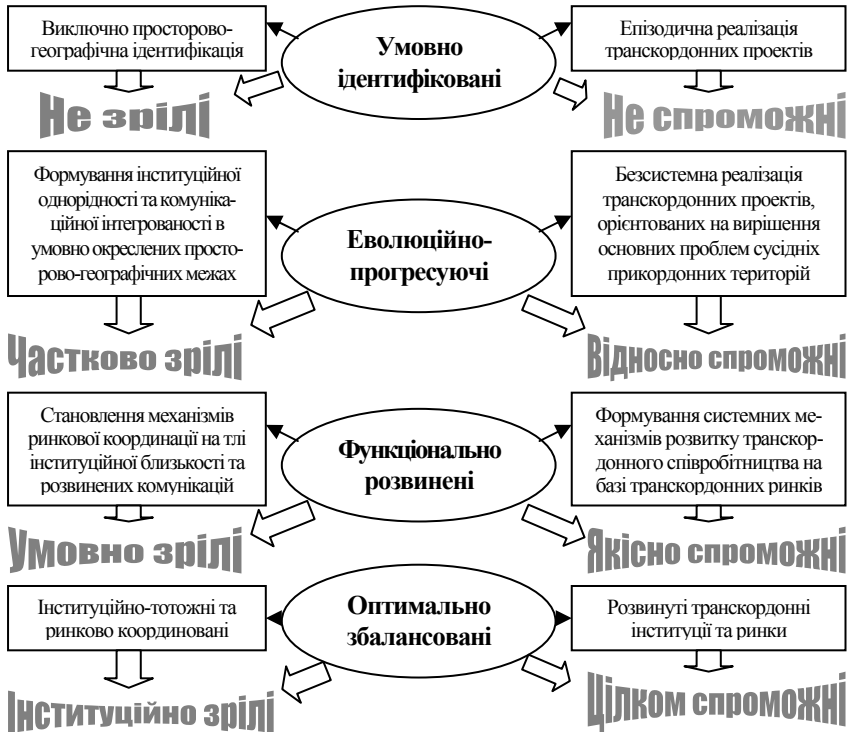 Виключно просторово-
географічна ідентифікація
Умовно
ідентифіковані
Епізодична реалізація
транскордонних проектів
Не зрілі
Не спроможні
Формування інституційної
однорідності та комуніка-
ційної інтегрованості в
умовно окреслених просто-
рово-географічних межах
Еволюційно-
прогресуючі
Безсистемна реалізація
транскордонних проектів,
орієнтованих на вирішення
основних проблем сусідніх
прикордонних територій
Частково зрілі
Відносно спроможні
Становлення механізмів
ринкової координації на тлі
інституційної близькості та
розвинених комунікацій
Функціонально
розвинені
Формування системних ме-
ханізмів розвитку транскор-
донного співробітництва на
базі транскордонних ринків
Умовно зрілі
Якісно спроможні
Інституційно-тотожні та
ринково координовані
Оптимально
збалансовані
Розвинуті транскордонні
інституції та ринки
Інституційно зрілі
Цілком спроможні